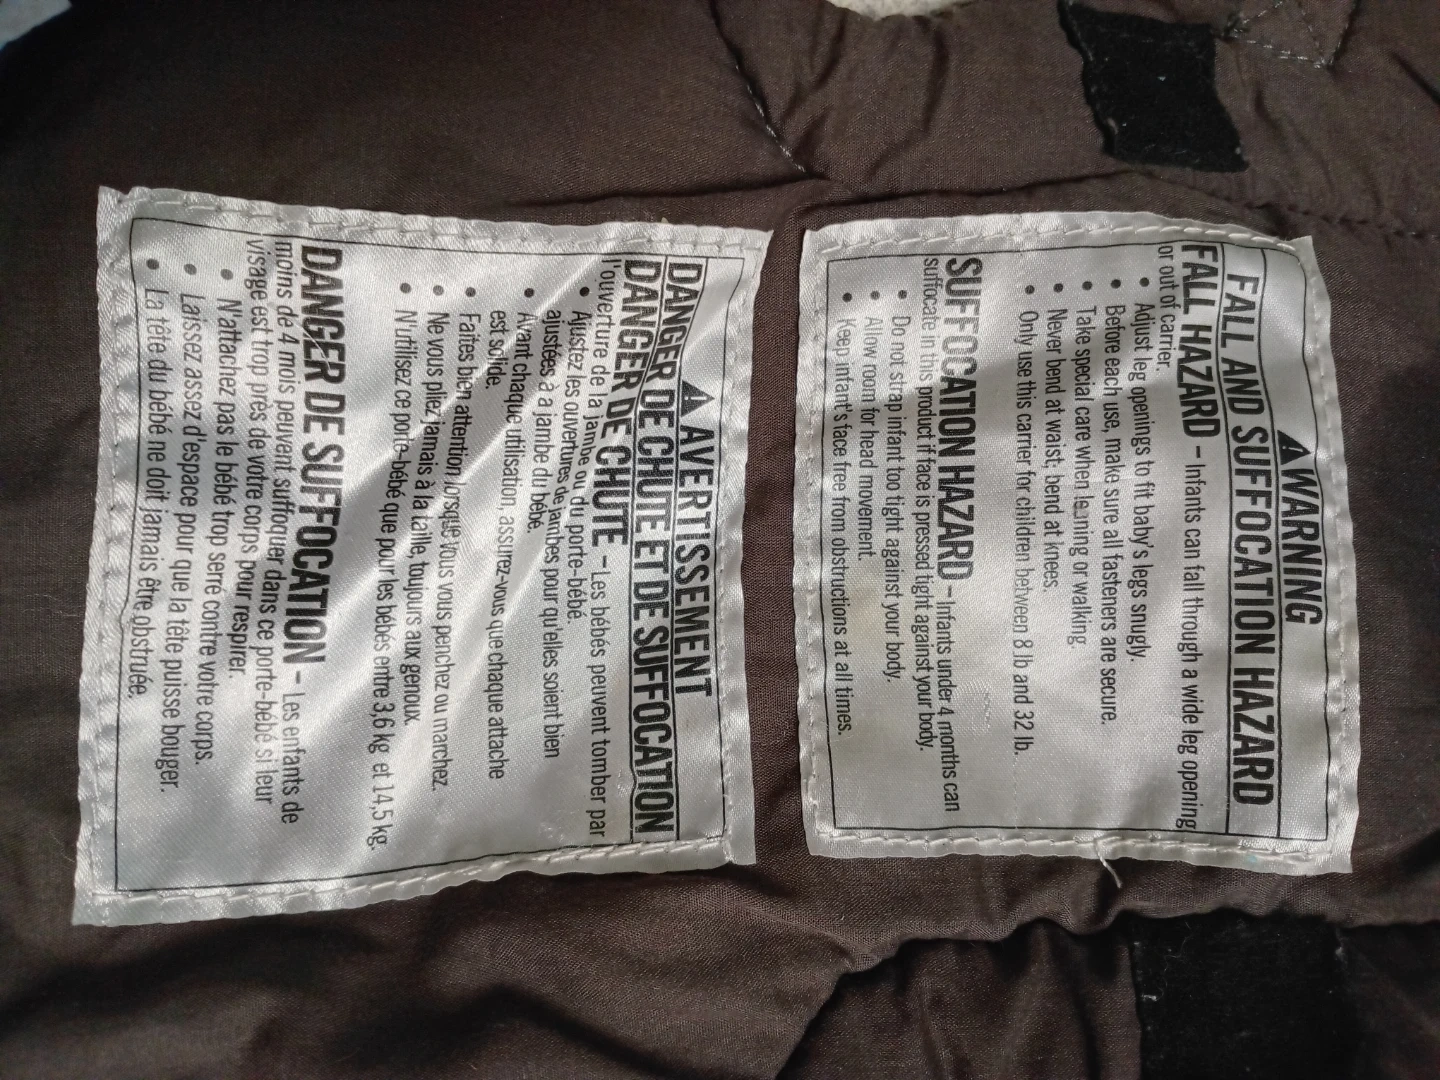 ⚠ WARNING
FALL AND SUFFOCATION HAZARD
FALL HAZARD – Infants can fall through a wide leg opening
or out of carrier.
• Adjust leg openings to fit baby's legs snugly.
• Before each use, make sure all fasteners are secure.
• Take special care when leaning or walking.
• Never bend at waist; bend at knees.
• Only use this carrier for children between 8 lb and 32 lb.
SUFFOCATION HAZARD – Infants under 4 months can
suffocate in this product if face is pressed tight against your body.
• Do not strap infant too tight against your body.
• Allow room for head movement.
• Keep infant's face free from obstructions at all times.
⚠ AVERTISSEMENT
DANGER DE CHUTE ET DE SUFFOCATION
DANGER DE CHUTE – Les bébés peuvent tomber par
l'ouverture de la jambe ou du porte-bébé.
• Ajustez les ouvertures de jambes pour qu'elles soient bien
ajustées a a jambe du bébé.
• Avant chaque utilisation, assurez-vous que chaque attache
est solide.
• Faites bien attention lorsque vous vous penchez ou marchez.
• Ne vous pliez jamais à la taille, toujours aux genoux.
• N'utilisez ce porte-bébé que pour les bébés entre 3,6 kg et 14,5 kg.
DANGER DE SUFFOCATION – Les enfants de
moins de 4 mois peuvent suffoquer dans ce porte-bébé si leur
visage est trop près de votre corps pour respirer.
• N'attachez pas le bébé trop serré contre votre corps.
• Laissez assez d'espace pour que la tête puisse bouger.
• La tête du bébé ne doit jamais être obstruée.